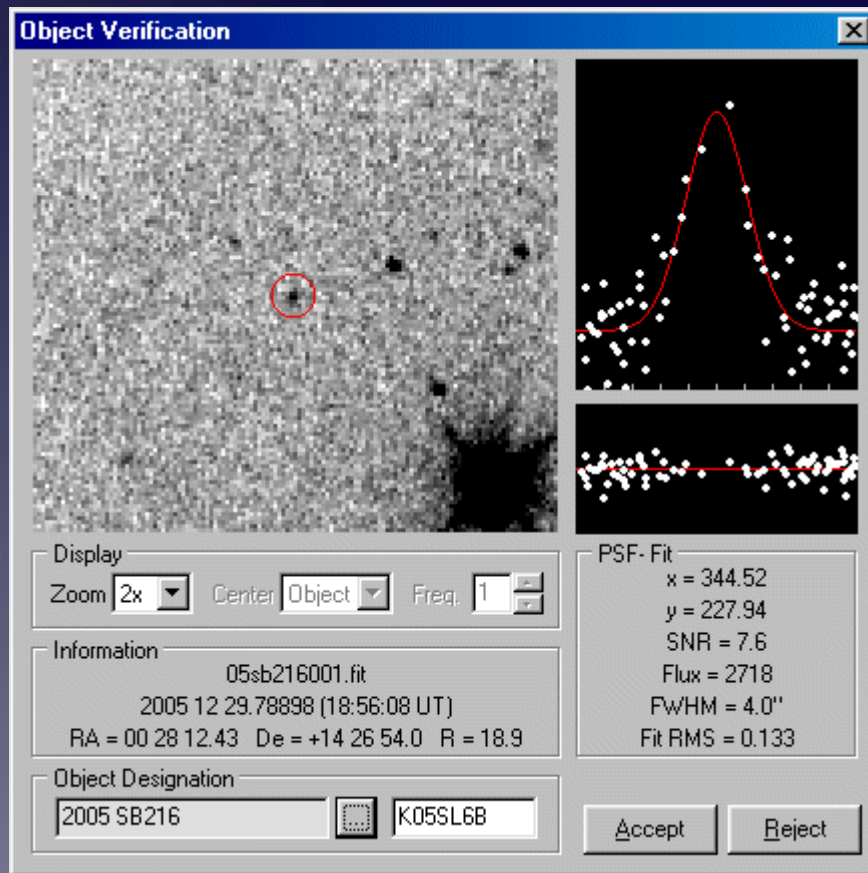 Object Verification
Display
Zoom 2x Center Object Freq. 1
Information
05sb216001.fit
2005 12 29.78898 (18:56:08 UT)
RA = 00 28 12.43 De = +14 26 54.0 R = 18.9
Object Designation
2005 SB216 ... K05SL6B
PSF- Fit
x = 344.52
y = 227.94
SNR = 7.6
Flux = 2718
FWHM = 4.0"
Fit RMS = 0.133
Accept Reject